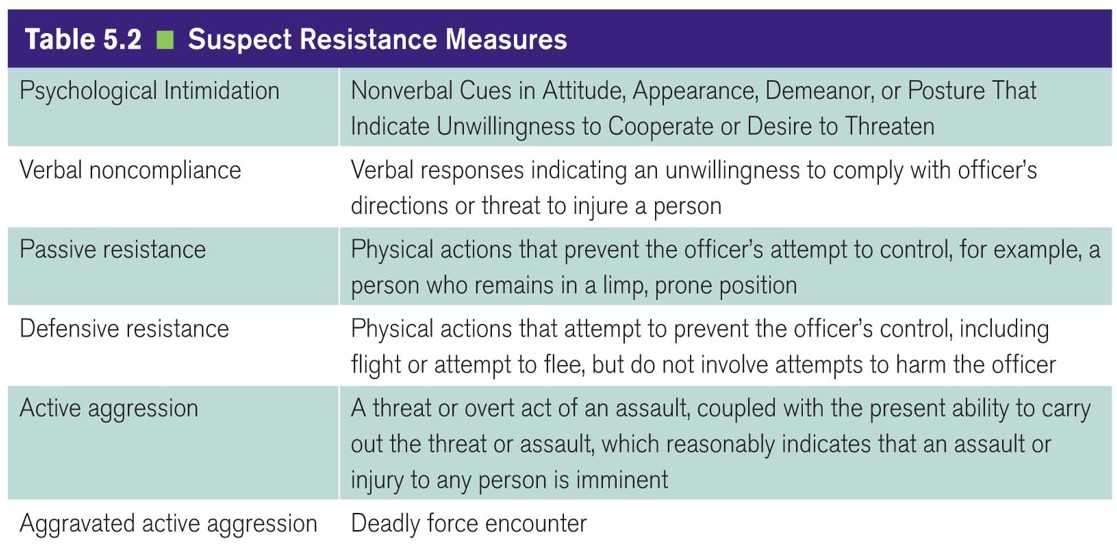 Table 5.2 ■ Suspect Resistance Measures
Psychological Intimidation
Nonverbal Cues in Attitude, Appearance, Demeanor, or Posture That
Indicate Unwillingness to Cooperate or Desire to Threaten
Verbal noncompliance
Verbal responses indicating an unwillingness to comply with officer's
directions or threat to injure a person
Passive resistance
Physical actions that prevent the officer's attempt to control, for example, a
person who remains in a limp, prone position
Defensive resistance
Physical actions that attempt to prevent the officer's control, including
flight or attempt to flee, but do not involve attempts to harm the officer
Active aggression
A threat or overt act of an assault, coupled with the present ability to carry
out the threat or assault, which reasonably indicates that an assault or
injury to any person is imminent
Aggravated active aggression
Deadly force encounter